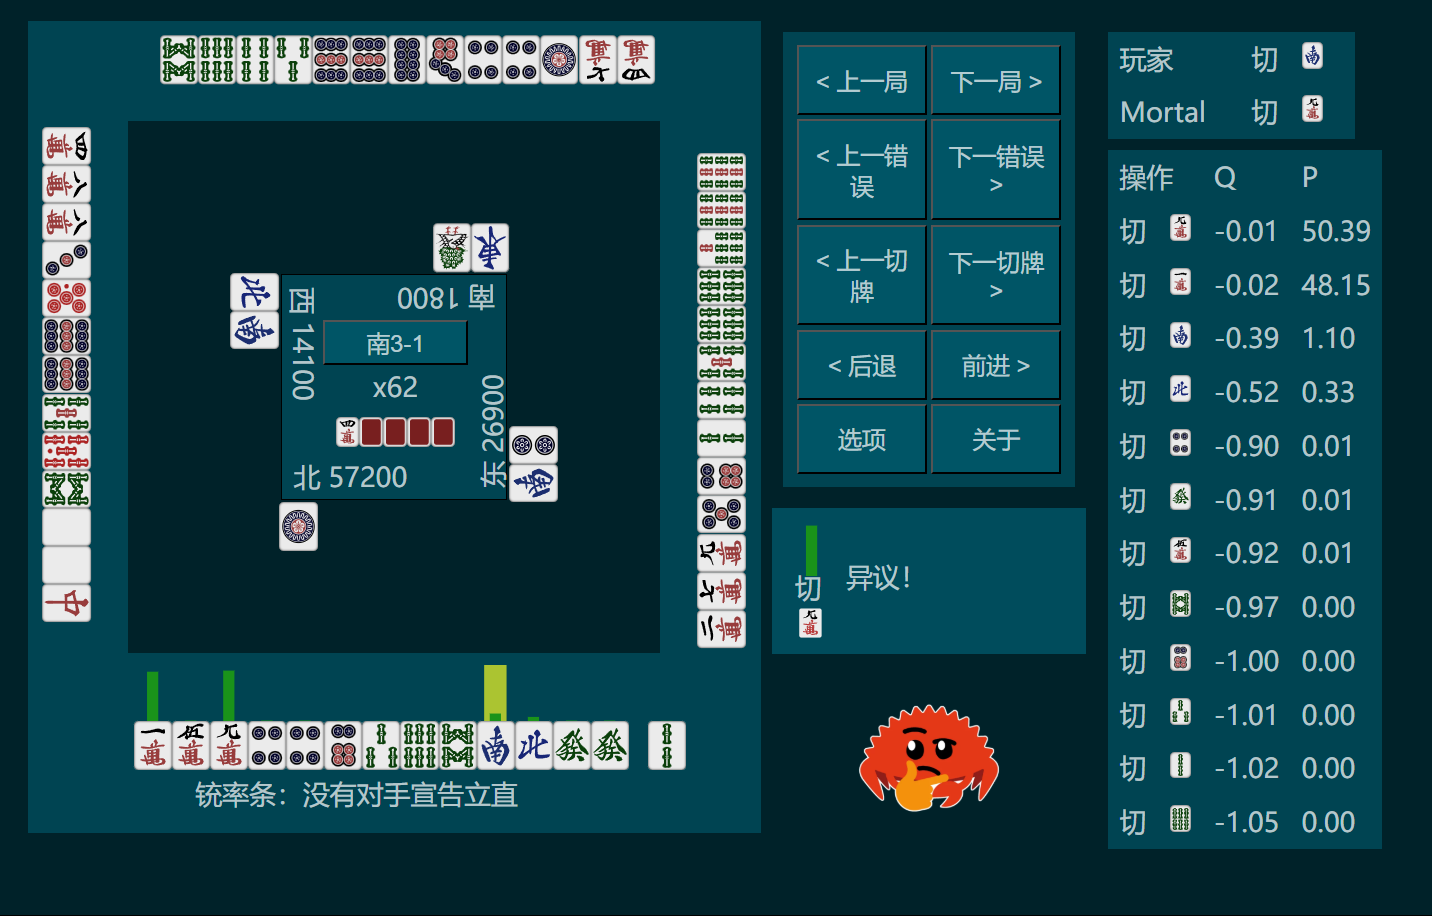 < 上一局
下一局 >
< 上一错误
下一错误 >
< 上一切牌
下一切牌 >
< 后退
前进 >
选项
关于
玩家 切
Mortal 切
操作 Q P
切 -0.01 50.39
切 -0.02 48.15
切 -0.39 1.10
切 -0.52 0.33
切 -0.90 0.01
切 -0.91 0.01
切 -0.92 0.01
切 -0.97 0.00
切 -1.00 0.00
切 -1.01 0.00
切 -1.02 0.00
切 -1.05 0.00
南 1800
西 14100
南3-1
x62
东 26900
北 57200
切
异议!
铳率条:没有对手宣告立直